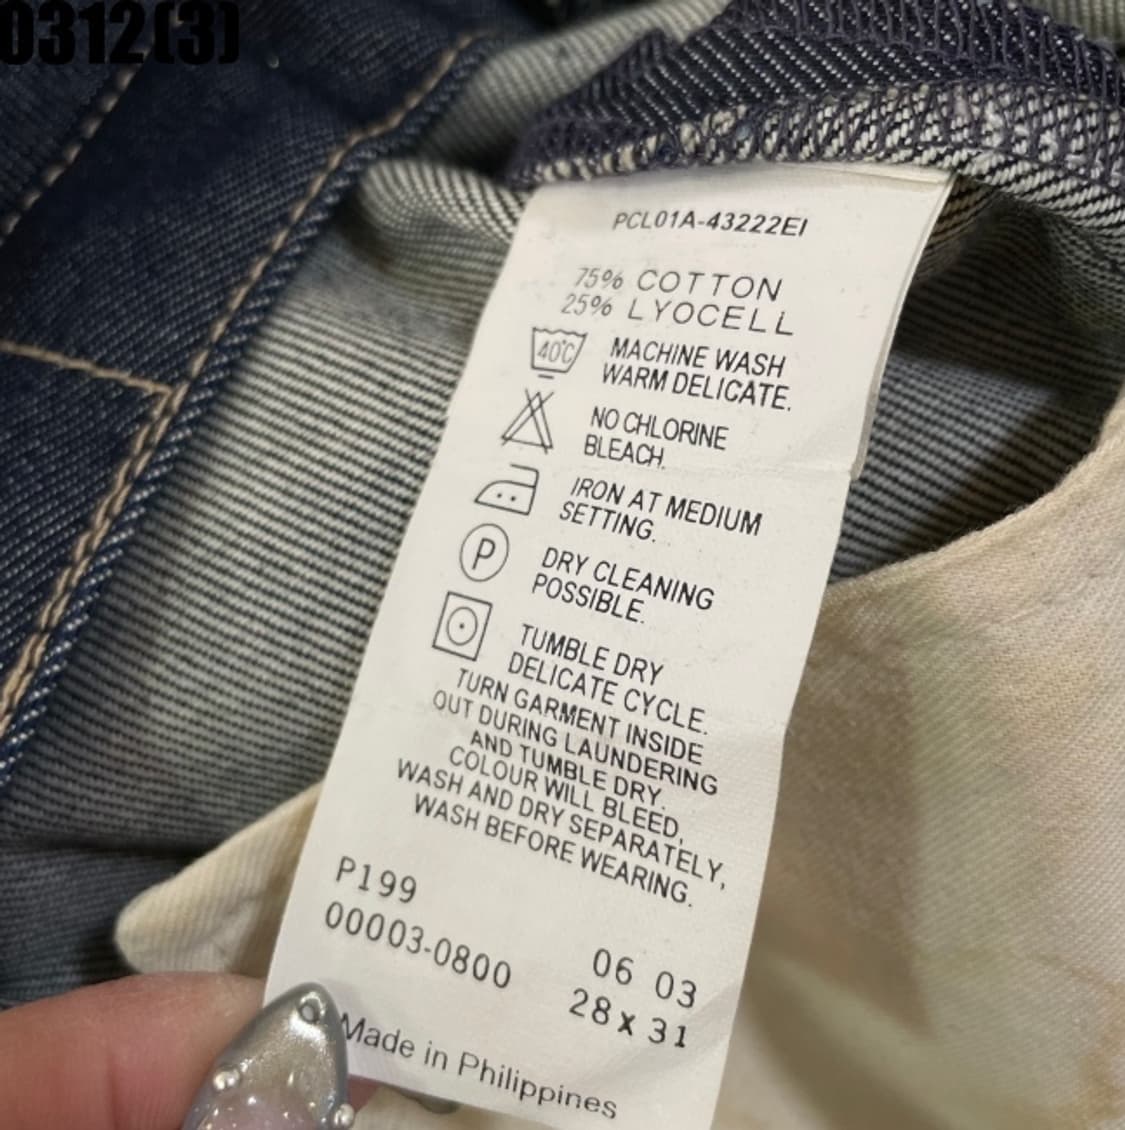 0312(3)
PCL01A-43222EI
75% COTTON
25% LYOCELL
40°C
MACHINE WASH
WARM DELICATE.
NO CHLORINE
BLEACH.
IRON AT MEDIUM
SETTING.
P
DRY CLEANING
POSSIBLE.
TUMBLE DRY
DELICATE CYCLE.
TURN GARMENT INSIDE
OUT DURING LAUNDERING
AND TUMBLE DRY.
COLOUR WILL BLEED,
WASH AND DRY SEPARATELY,
WASH BEFORE WEARING.
P199
00003-0800
06 03
28 x 31
Made in Philippines